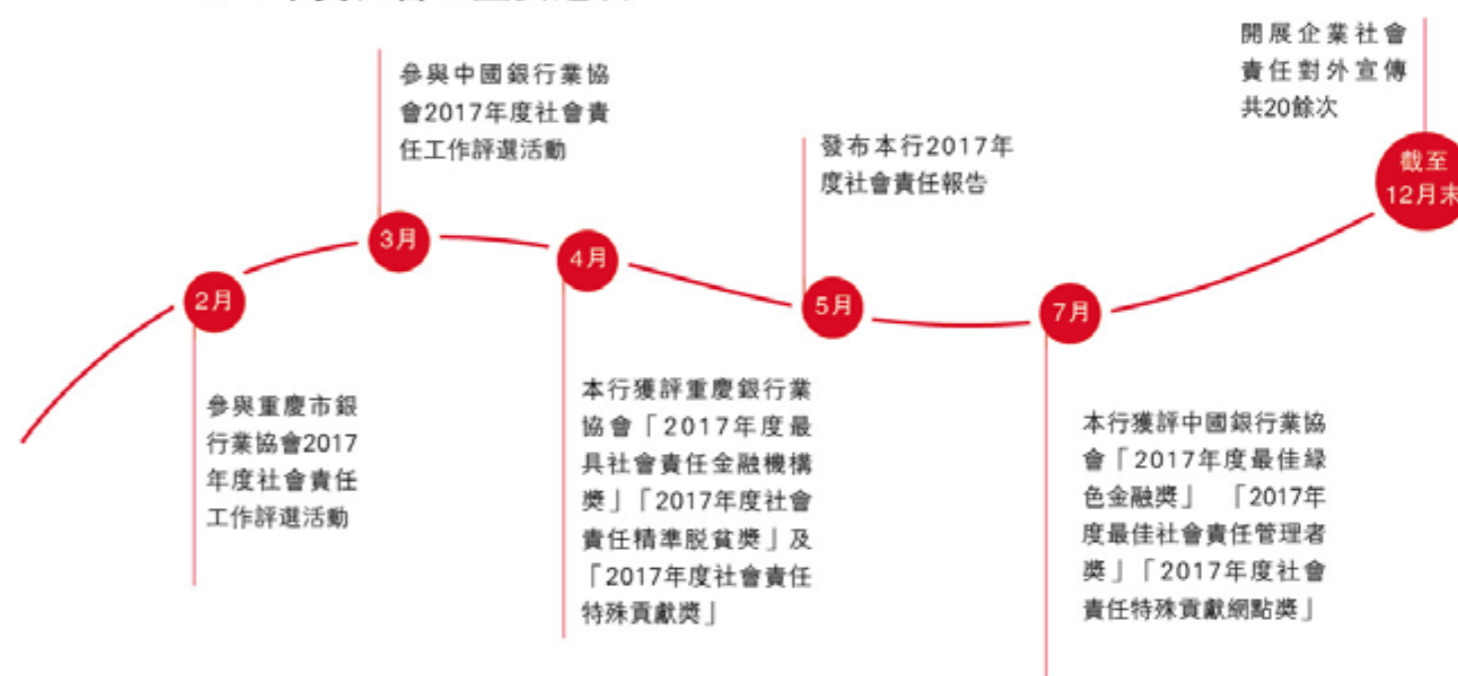 2月
參與重慶市銀
行業協會2017
年度社會責任
工作評選活動
3月
參與中國銀行業協
會2017年度社會責
任工作評選活動
4月
本行獲評重慶銀行業
協會「2017年度最
具社會責任金融機構
獎」「2017年度社會
責任精準脫貧獎」及
「2017年度社會責任
特殊貢獻獎」
5月
發布本行2017年
度社會責任報告
7月
本行獲評中國銀行業協
會「2017年度最佳綠
色金融獎」 「2017年
度最佳社會責任管理者
獎」「2017年度社會
責任特殊貢獻網點獎」
截至
12月末
開展企業社會
責任對外宣傳
共20餘次